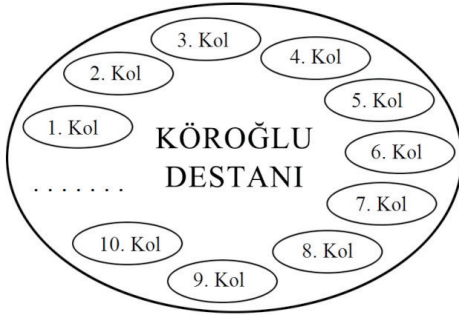 KÖROĞLU
DESTANI
1. Kol
2. Kol
3. Kol
4. Kol
5. Kol
6. Kol
7. Kol
8. Kol
9. Kol
10. Kol
. . . . . . .